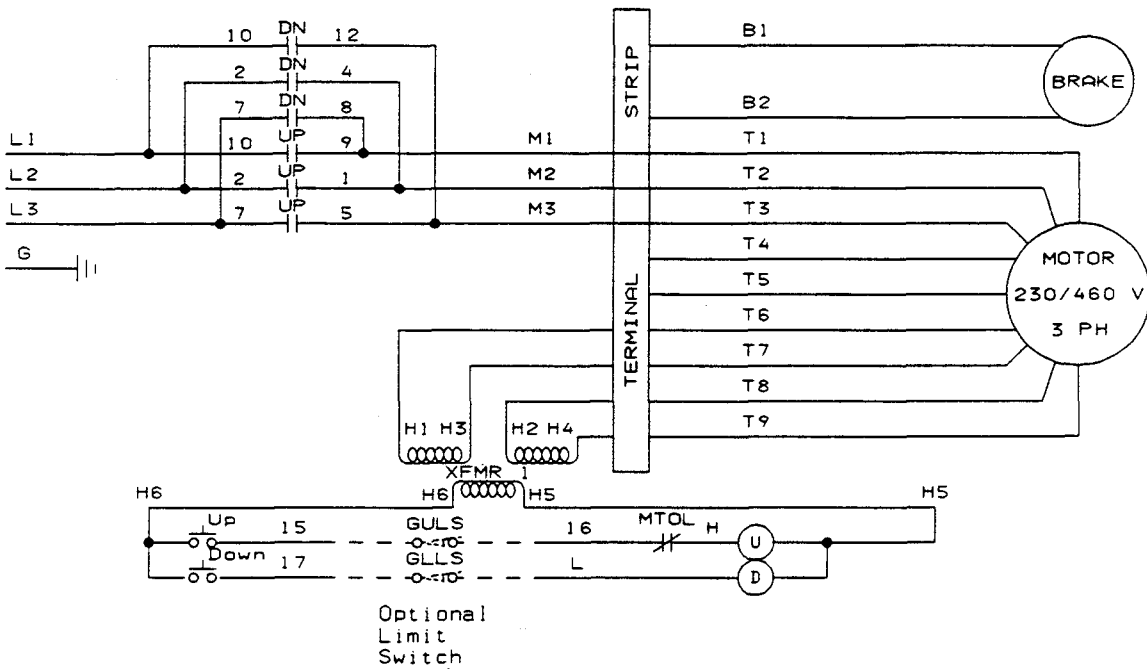 DN
10 12
DN
2 4
DN
7 8
UP
L1 10 9 M1 T1
UP
L2 2 1 M2 T2
UP
L3 7 5 M3 T3
G
B1
B2
BRAKE
TERMINAL STRIP
T4
T5
T6
T7
T8
T9
MOTOR
230/460 V
3 PH
H1 H3 H2 H4
XFMR 1
H6 H6 H5 H5
Up 15 GULS 16 MTOL H U
Down 17 GLLS L D
Optional
Limit
Switch